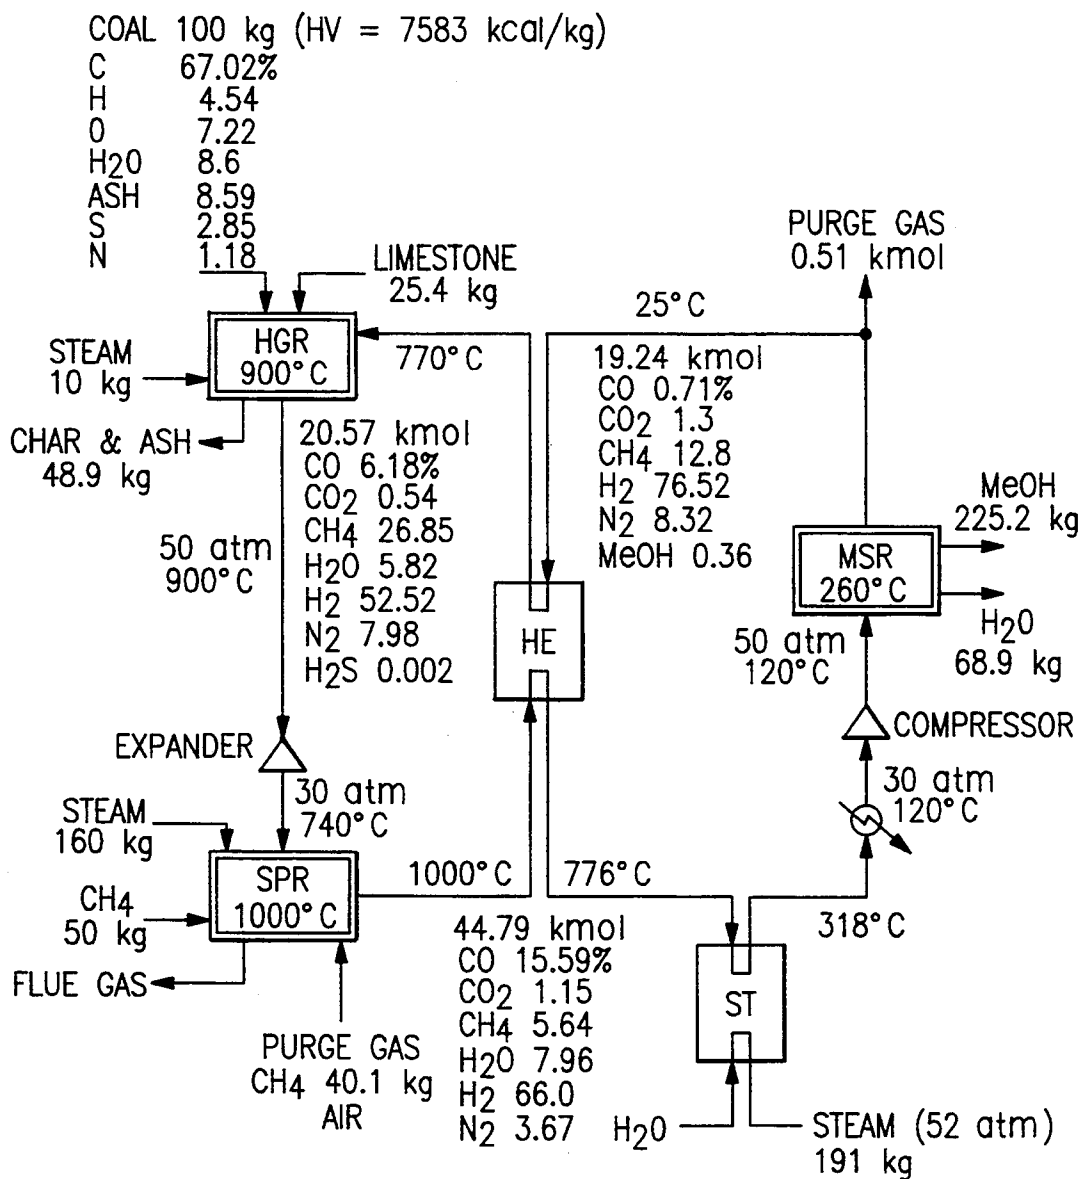 COAL 100 kg (HV = 7583 kcal/kg)
C 67.02%
H 4.54
O 7.22
H2O 8.6
ASH 8.59
S 2.85
N 1.18
LIMESTONE
25.4 kg
PURGE GAS
0.51 kmol
HGR
900°C
STEAM
10 kg
770°C
25°C
CHAR & ASH
48.9 kg
20.57 kmol
CO 6.18%
CO2 0.54
CH4 26.85
H2O 5.82
H2 52.52
N2 7.98
H2S 0.002
50 atm
900°C
19.24 kmol
CO 0.71%
CO2 1.3
CH4 12.8
H2 76.52
N2 8.32
MeOH 0.36
HE
MSR
260°C
MeOH
225.2 kg
H2O
68.9 kg
50 atm
120°C
COMPRESSOR
30 atm
120°C
EXPANDER
30 atm
740°C
STEAM
160 kg
SPR
1000°C
CH4
50 kg
FLUE GAS
PURGE GAS
CH4 40.1 kg
AIR
1000°C
776°C
44.79 kmol
CO 15.59%
CO2 1.15
CH4 5.64
H2O 7.96
H2 66.0
N2 3.67
318°C
ST
H2O
STEAM (52 atm)
191 kg